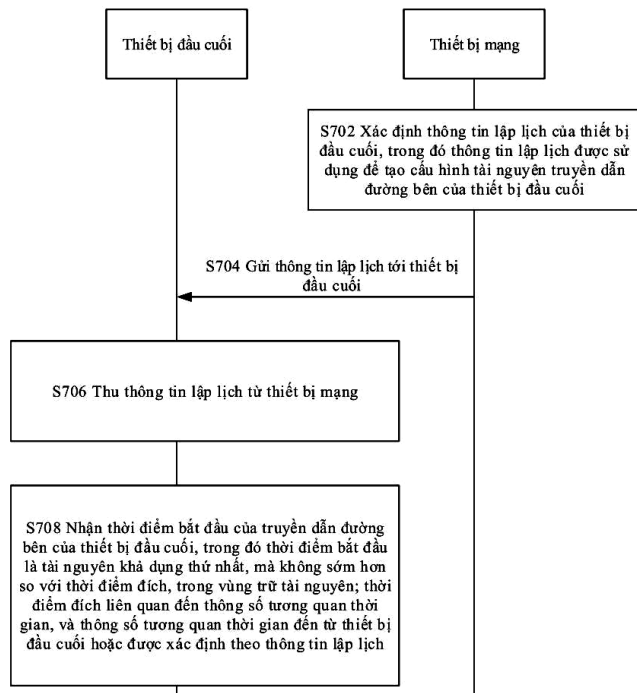 Thiết bị đầu cuối
Thiết bị mạng
S702 Xác định thông tin lập lịch của thiết bị
đầu cuối, trong đó thông tin lập lịch được sử
dụng để tạo cấu hình tài nguyên truyền dẫn
đường bên của thiết bị đầu cuối
S704 Gửi thông tin lập lịch tới thiết bị
đầu cuối
S706 Thu thông tin lập lịch từ thiết bị mạng
S708 Nhận thời điểm bắt đầu của truyền dẫn đường
bên của thiết bị đầu cuối, trong đó thời điểm bắt đầu
là tài nguyên khả dụng thứ nhất, mà không sớm hơn
so với thời điểm đích, trong vùng trữ tài nguyên; thời
điểm đích liên quan đến thông số tương quan thời
gian, và thông số tương quan thời gian đến từ thiết bị
đầu cuối hoặc được xác định theo thông tin lập lịch